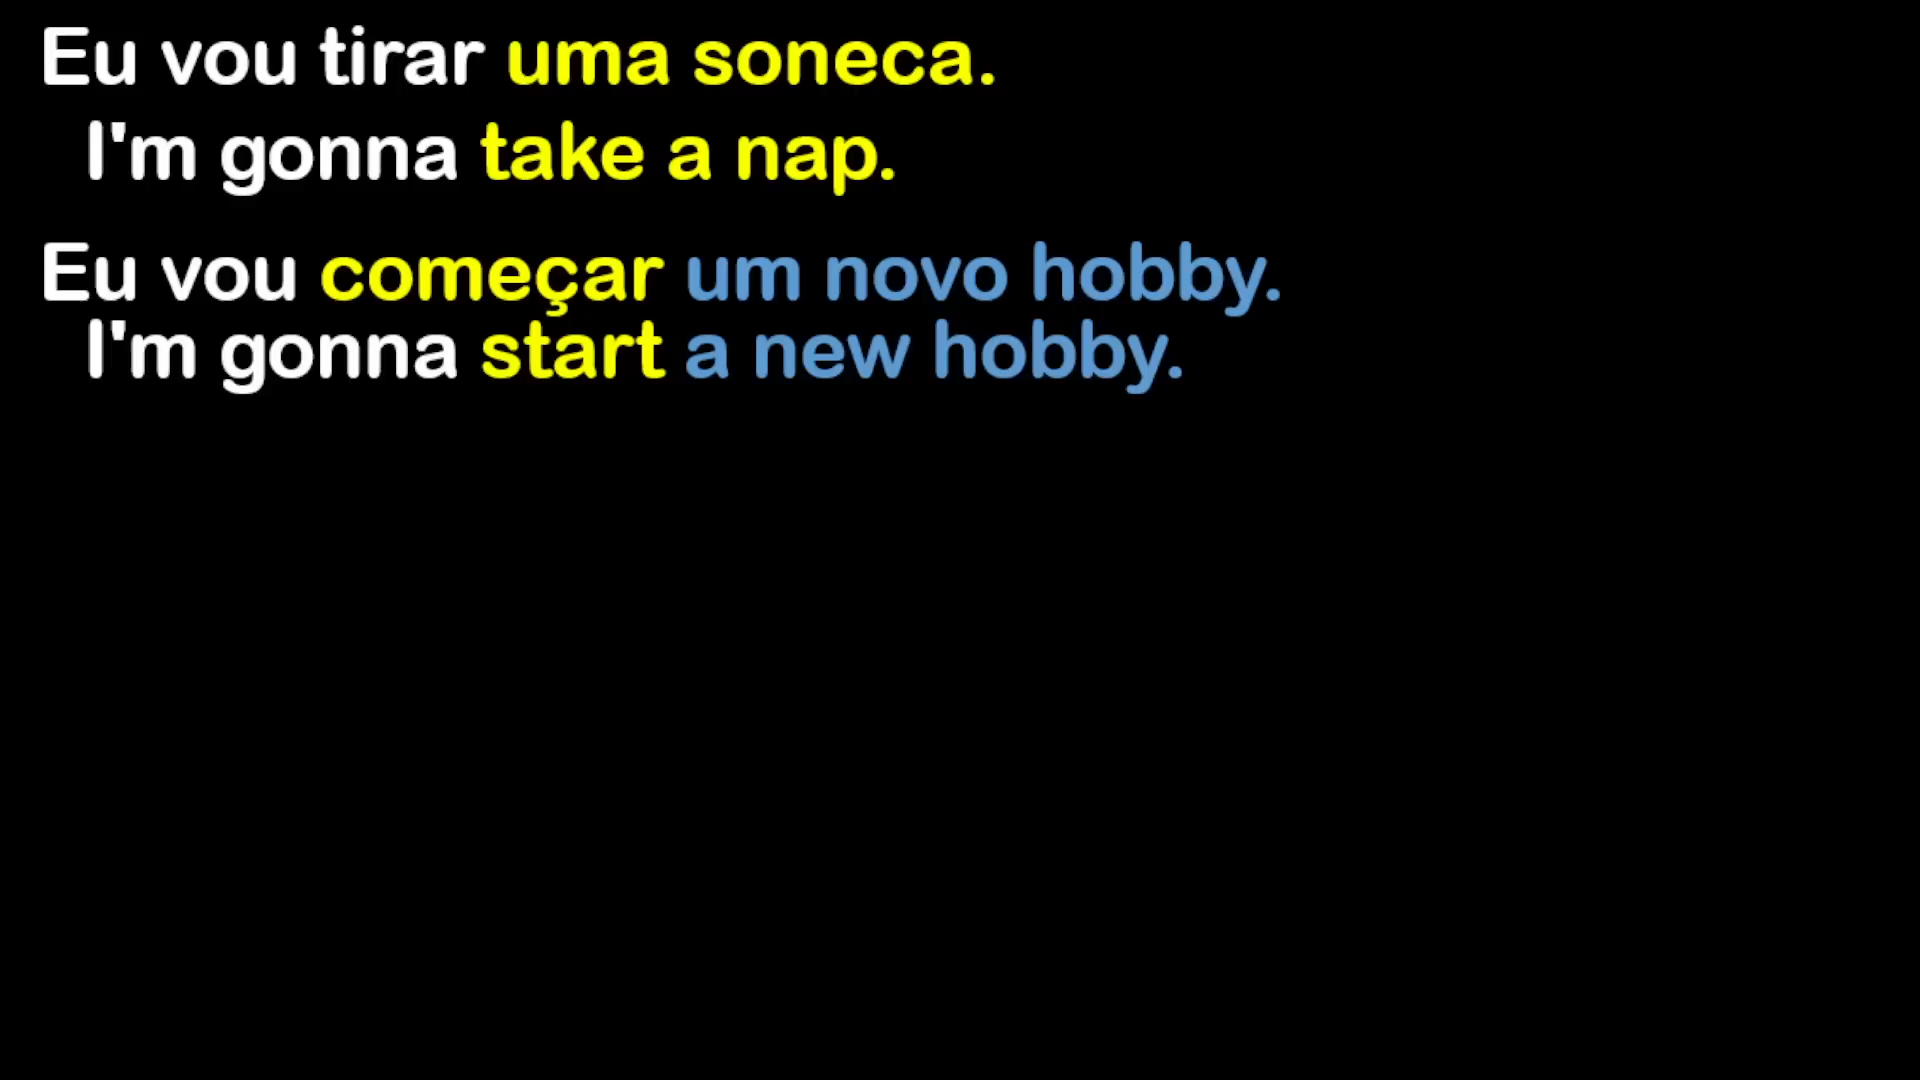 Eu vou tirar uma soneca.
I'm gonna take a nap.
Eu vou começar um novo hobby.
I'm gonna start a new hobby.